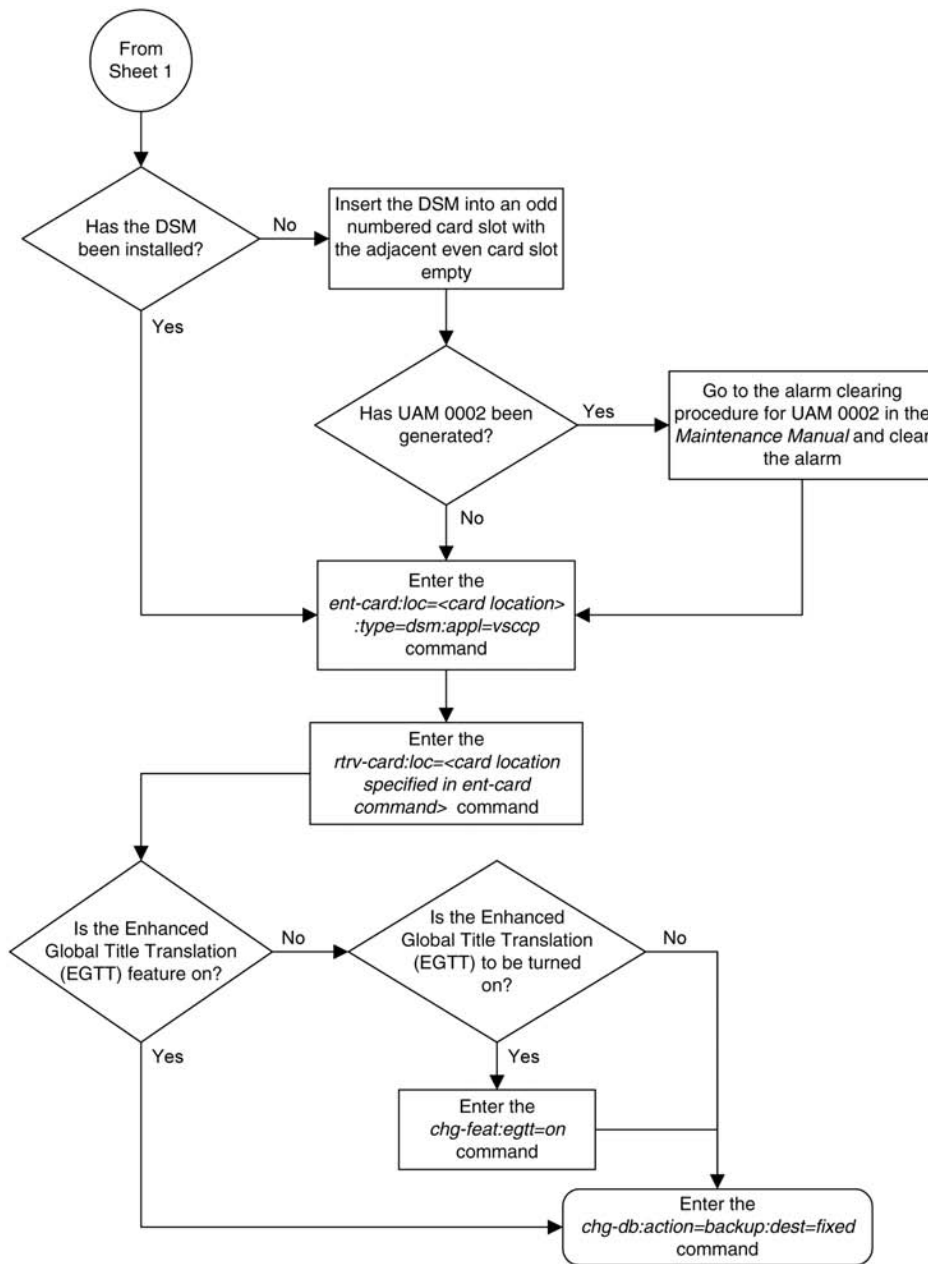 From
Sheet 1
Has the DSM
been installed?
No
Yes
Insert the DSM into an odd
numbered card slot with
the adjacent even card slot
empty
Has UAM 0002 been
generated?
Yes
No
Go to the alarm clearing
procedure for UAM 0002 in the
Maintenance Manual and clear
the alarm
Enter the
ent-card:loc=<card location>
:type=dsm:appl=vsccp
command
Enter the
rtrv-card:loc=<card location
specified in ent-card
command> command
Is the Enhanced
Global Title Translation
(EGTT) feature on?
No
Yes
Is the Enhanced
Global Title Translation
(EGTT) to be turned
on?
No
Yes
Enter the
chg-feat:egtt=on
command
Enter the
chg-db:action=backup:dest=fixed
command